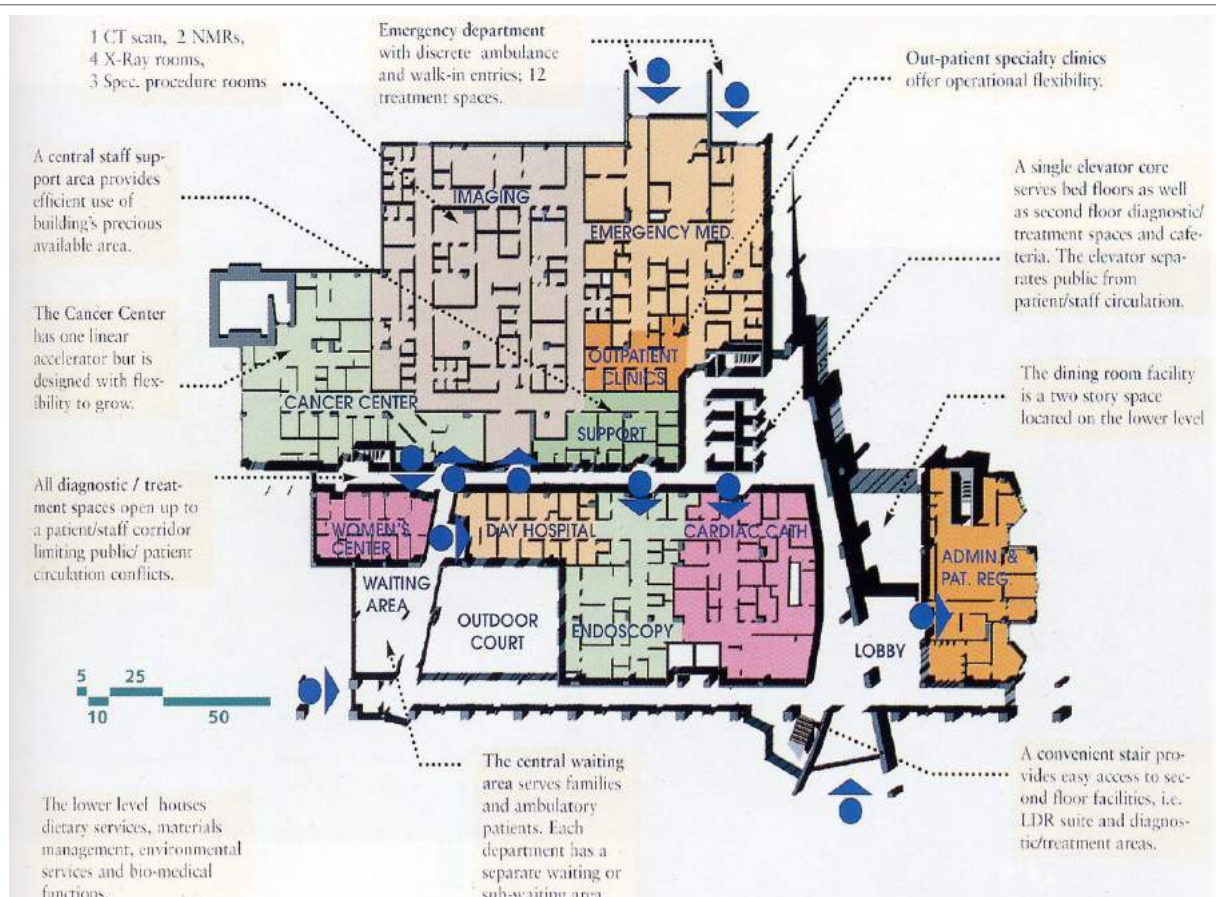 1 CT scan, 2 NMRs,
4 X-Ray rooms,
3 Spec. procedure rooms
Emergency department
with discrete ambulance
and walk-in entries; 12
treatment spaces.
Out-patient specialty clinics
offer operational flexibility.
A central staff sup-
port area provides
efficient use of
building's precious
available area.
A single elevator core
serves bed floors as well
as second floor diagnostic/
treatment spaces and cafe-
teria. The elevator sepa-
rates public from
patient/staff circulation.
The Cancer Center
has one linear
accelerator but is
designed with flex-
ibility to grow.
The dining room facility
is a two story space
located on the lower level
All diagnostic / treat-
ment spaces open up to
a patient/staff corridor
limiting public/ patient
circulation conflicts.
IMAGING
EMERGENCY MED.
OUTPATIENT
CLINICS
CANCER CENTER
SUPPORT
WOMEN'S
CENTER
DAY HOSPITAL
CARDIAC CATH
ADMIN. &
PAT. REG.
WAITING
AREA
OUTDOOR
COURT
ENDOSCOPY
LOBBY
5 25
10 50
The lower level houses
dietary services, materials
management, environmental
services and bio-medical
functions.
The central waiting
area serves families
and ambulatory
patients. Each
department has a
separate waiting or
sub-waiting area
A convenient stair pro-
vides easy access to sec-
ond floor facilities, i.e.
LDR suite and diagnos-
tic/treatment areas.